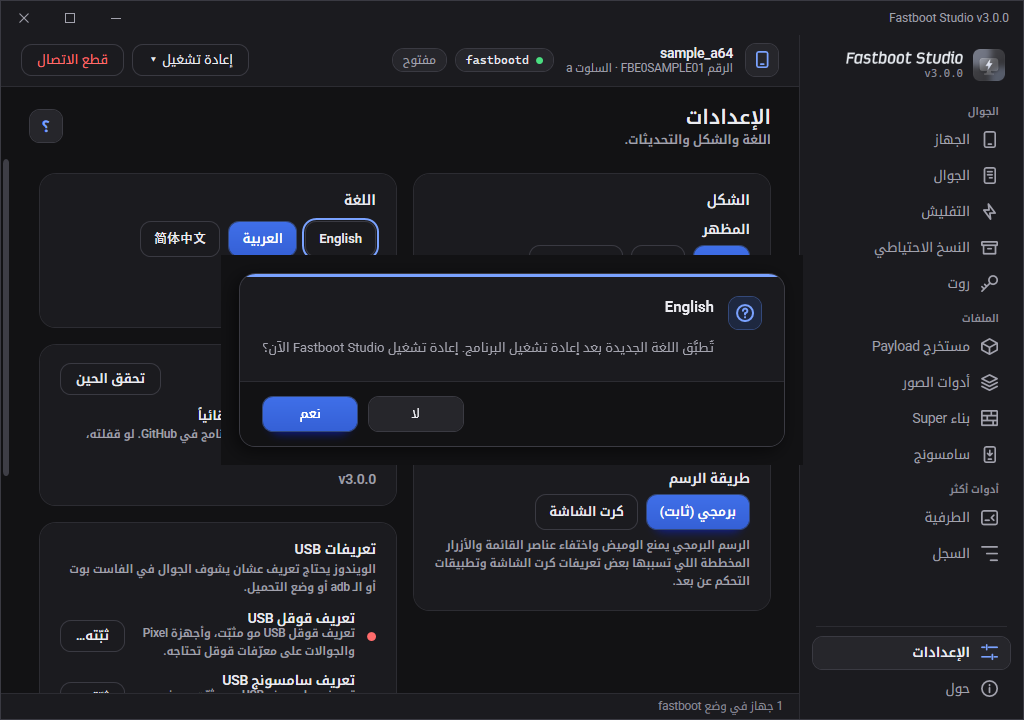 Fastboot Studio v3.0.0
Fastboot Studio
v3.0.0
الجوال
الجهاز
الجوال
التفليش
النسخ الاحتياطي
روت
الملفات
مستخرج Payload
أدوات الصور
بناء Super
سامسونج
أدوات أكثر
الطرفية
السجل
الإعدادات
حول
sample_a64
الرقم FBE0SAMPLE01 · السلوت a
fastbootd
مفتوح
إعادة تشغيل
قطع الاتصال
الإعدادات
اللغة والشكل والتحديثات.
؟
الشكل
المظهر
اللغة
English
العربية
简体中文
English
تُطبَّق اللغة الجديدة بعد إعادة تشغيل البرنامج. إعادة تشغيل Fastboot Studio الآن؟
لا
نعم
طريقة الرسم
برمجي (ثابت)
كرت الشاشة
الرسم البرمجي يمنع الوميض واختفاء عناصر القائمة والأزرار
المخططة اللي تسببها بعض تعريفات كرت الشاشة وتطبيقات
التحكم عن بعد.
تحقق الحين
في GitHub. لو قفلته،
v3.0.0
تعريفات USB
الويندوز يحتاج تعريف عشان يشوف الجوال في الفاست بوت
أو الـ adb أو وضع التحميل.
تعريف قوقل USB
تعريف قوقل USB مو مثبّت، وأجهزة Pixel
والجوالات على معرّفات قوقل تحتاجه.
ثبّته...
تعريف سامسونج USB
1 جهاز في وضع fastboot